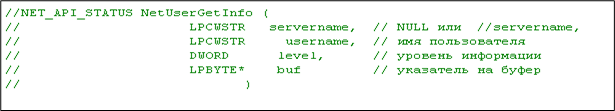 //NET_API_STATUS NetUserGetInfo (
// LPCWSTR servername, // NULL или //servername,
// LPCWSTR username, // имя пользователя
// DWORD level, // уровень информации
// LPBYTE* buf // указатель на буфер
// )